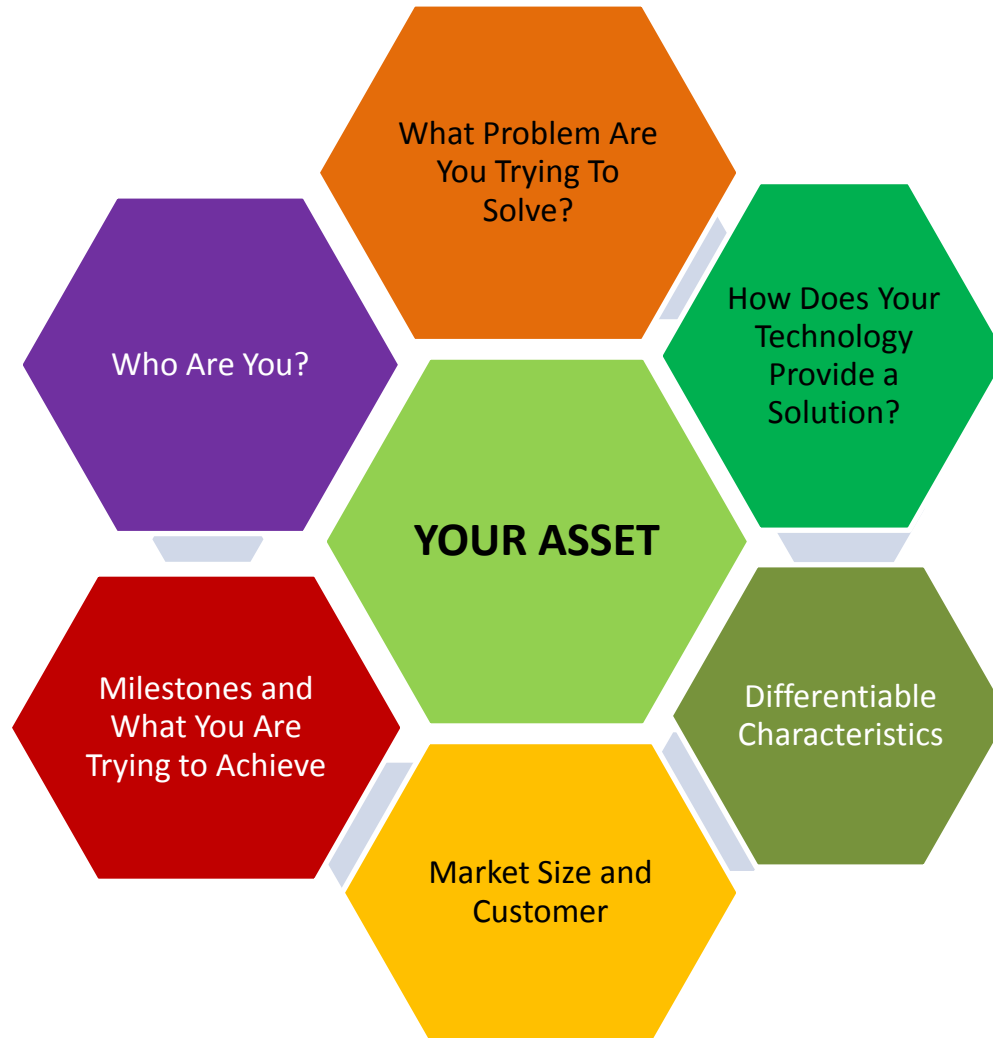 What Problem Are
You Trying To
Solve?
How Does Your
Technology
Provide a
Solution?
Who Are You?
YOUR ASSET
Differentiable
Characteristics
Milestones and
What You Are
Trying to Achieve
Market Size and
Customer